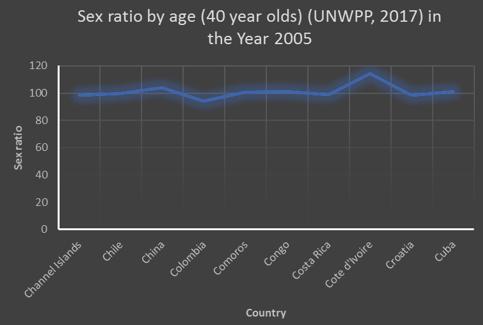 Sex ratio by age (40 year olds) (UNWPP, 2017) in
the Year 2005
120
100
80
60
40
20
0
Sex ratio
Channel Islands
Chile
China
Colombia
Comoros
Congo
Costa Rica
Cote d'Ivoire
Croatia
Cuba
Country